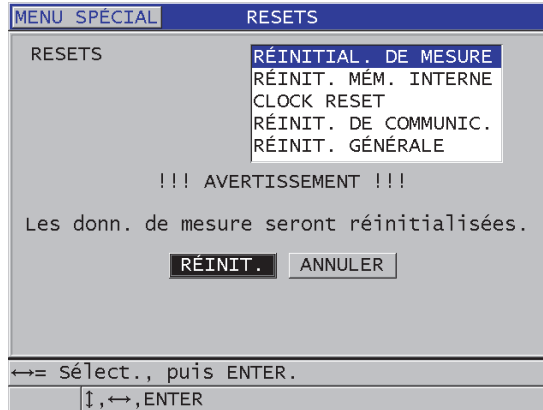 MENU SPÉCIAL RESETS
RESETS RÉINITIAL. DE MESURE
RÉINIT. MÉM. INTERNE
CLOCK RESET
RÉINIT. DE COMMUNIC.
RÉINIT. GÉNÉRALE
!!! AVERTISSEMENT !!!
Les donn. de mesure seront réinitialisées.
RÉINIT. ANNULER
↔= Sélect., puis ENTER.
↕,↔,ENTER